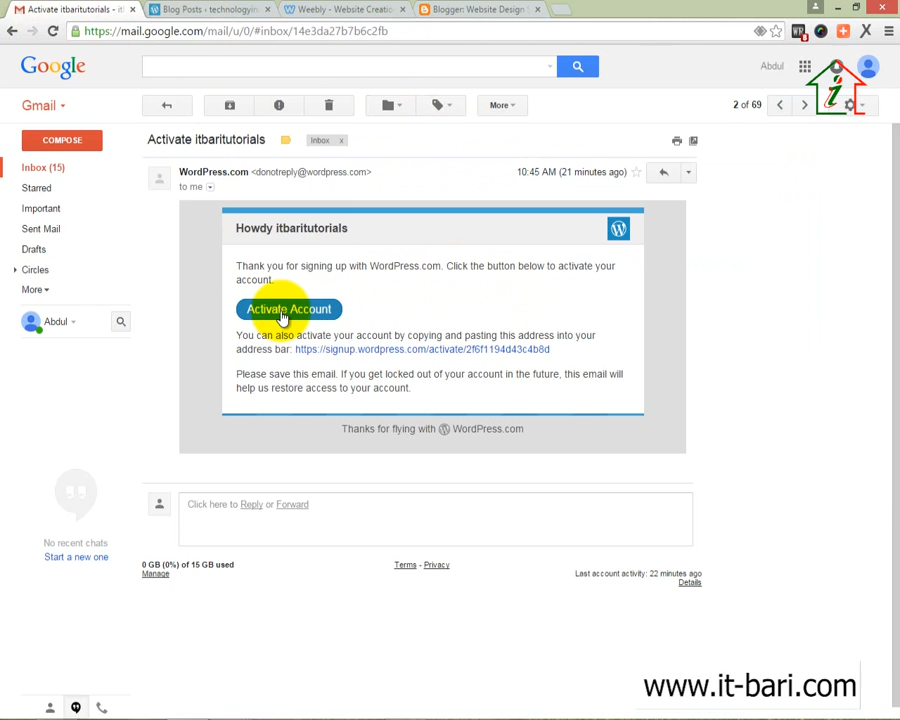 Activate itbaritutorials - it
Blog Posts ‹ technologyin
Weebly - Website Creatio
Blogger: Website Design S
https://mail.google.com/mail/u/0/#inbox/14e3da27b7b6c2fb
Google
Abdul
Gmail
More
2 of 69
COMPOSE
Activate itbaritutorials
Inbox x
Inbox (15)
Starred
Important
Sent Mail
Drafts
Circles
More
Abdul
WordPress.com <donotreply@wordpress.com>
10:45 AM (21 minutes ago)
to me
Howdy itbaritutorials
Thank you for signing up with WordPress.com. Click the button below to activate your
account.
Activate Account
You can also activate your account by copying and pasting this address into your
address bar: https://signup.wordpress.com/activate/2f6f1194d43c4b8d
Please save this email. If you get locked out of your account in the future, this email will
help us restore access to your account.
Thanks for flying with WordPress.com
Click here to Reply or Forward
No recent chats
Start a new one
0 GB (0%) of 15 GB used
Manage
Terms - Privacy
Last account activity: 22 minutes ago
Details
www.it-bari.com